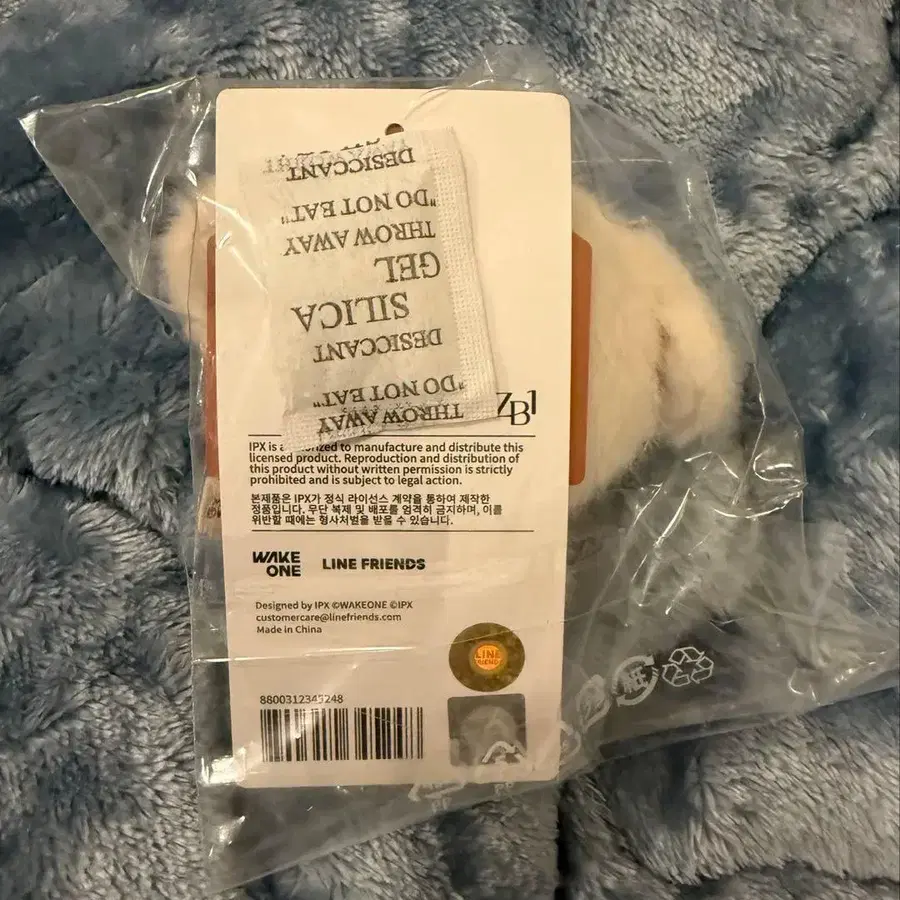 DESICCANT
"DO NOT EAT"
THROW AWAY
GEL
SILICA
DESICCANT
"DO NOT EAT"
THROW AWAY
ZB1
IPX is to manufacture and distribute this
licensed product. Reproduction and distribution of
this product without written permission is strictly
prohibited and is subject to legal action.
본제품은 IPX가 정식 라이선스 계약을 통하여 제작한
정품입니다. 무단 복제 및 배포를 엄격히 금지하며, 이를
위반할 때에는 형사처벌을 받을 수 있습니다.
WAKE
ONE
LINE FRIENDS
Designed by IPX ©WAKEONE ©IPX
customercare@linefriends.com
Made in China
LINE
FRIENDS
8800312345248
紙